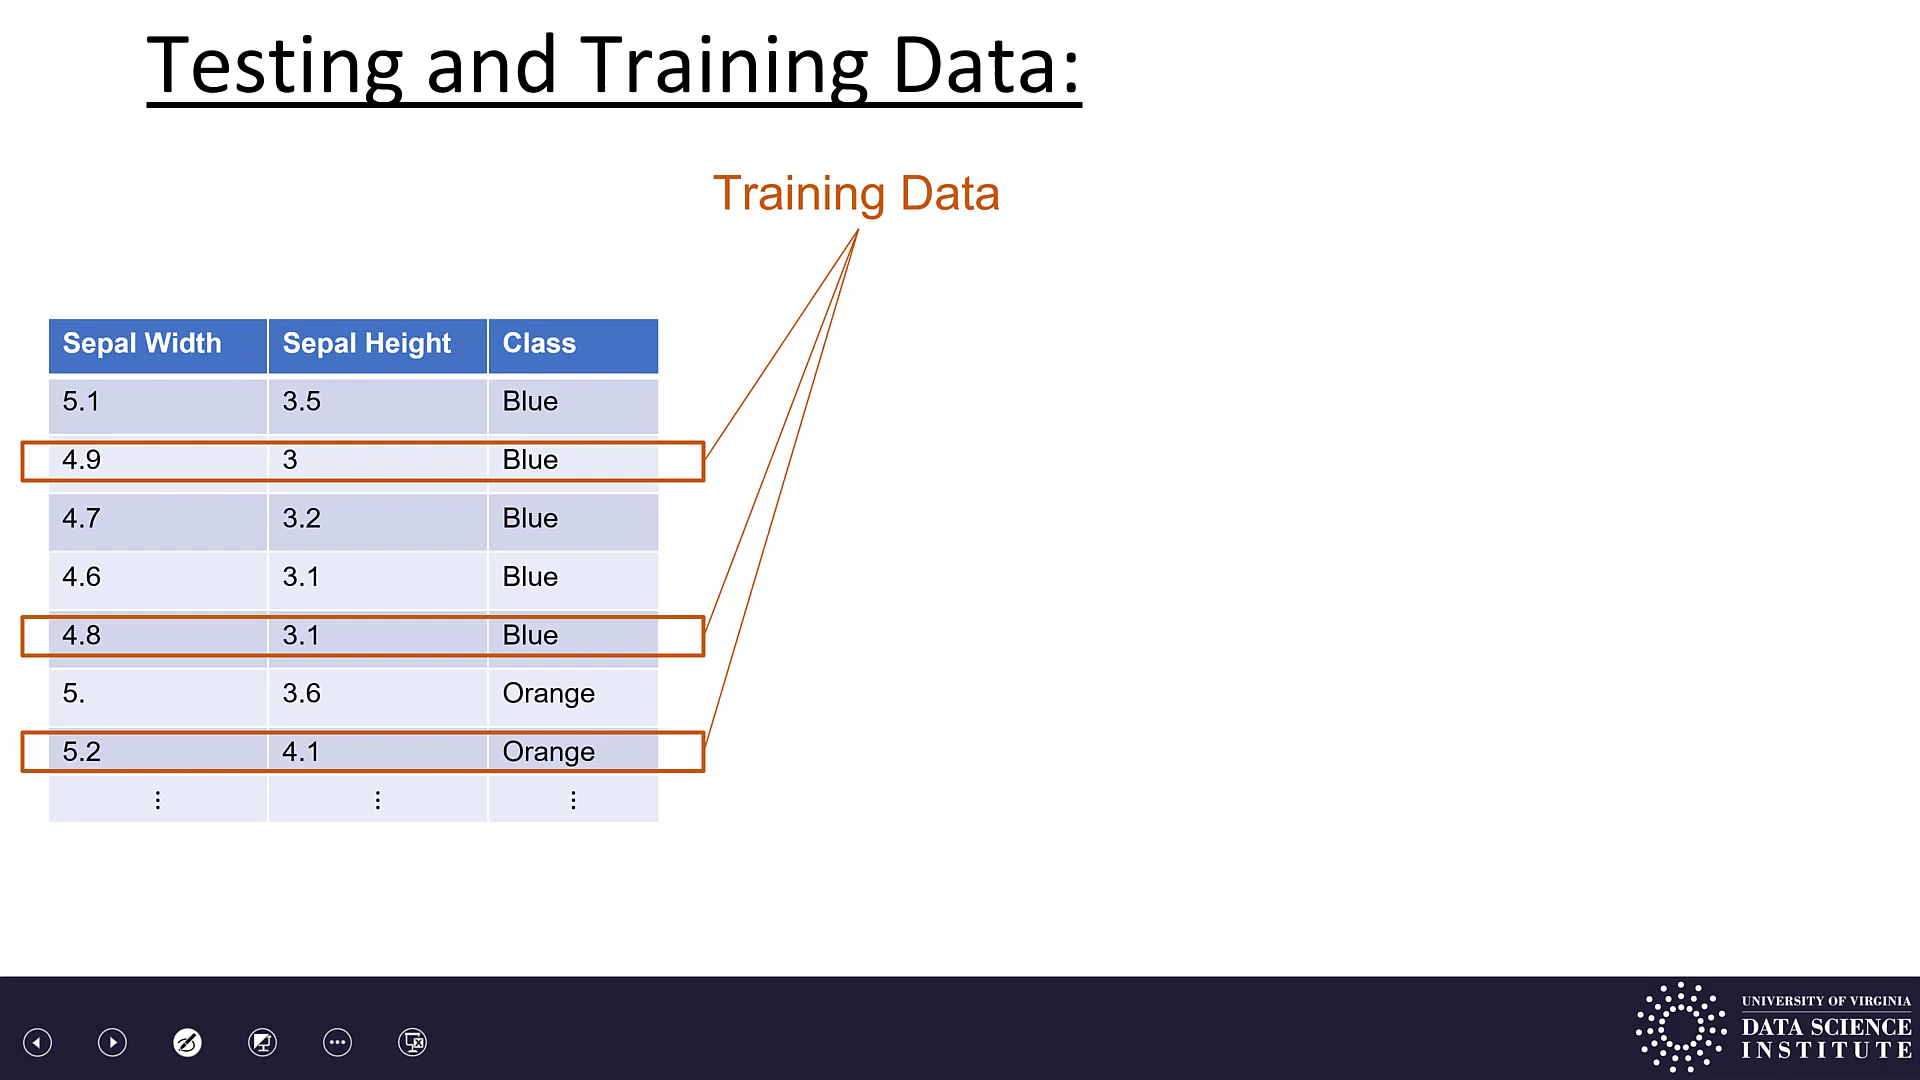 Testing and Training Data:
Training Data
Sepal Width Sepal Height Class
5.1 3.5 Blue
4.9 3 Blue
4.7 3.2 Blue
4.6 3.1 Blue
4.8 3.1 Blue
5. 3.6 Orange
5.2 4.1 Orange
⋮ ⋮ ⋮
UNIVERSITY OF VIRGINIA
DATA SCIENCE
INSTITUTE